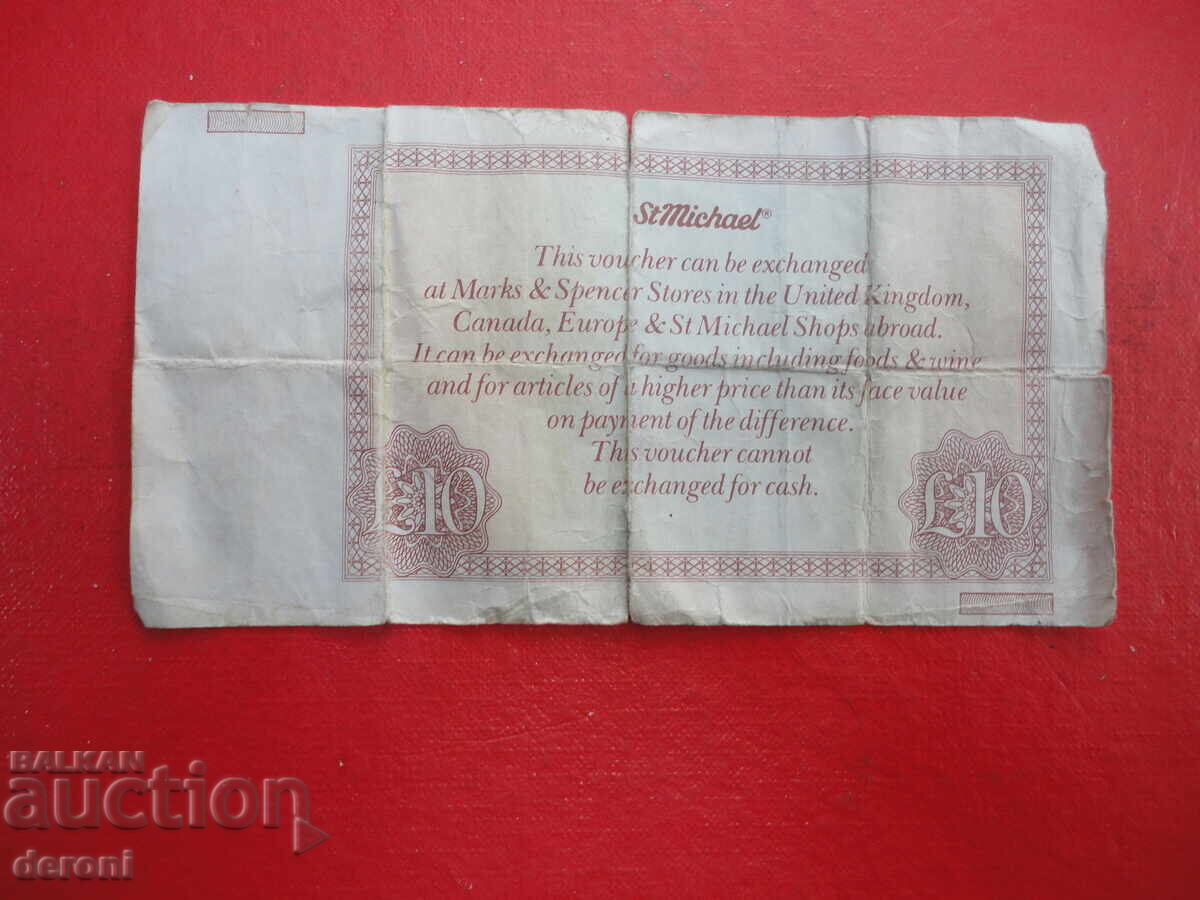 StMichael®
This voucher can be exchanged
at Marks & Spencer Stores in the United Kingdom,
Canada, Europe & St Michael Shops abroad.
It can be exchanged for goods including foods & wine
and for articles of a higher price than its face value
on payment of the difference.
This voucher cannot
be exchanged for cash.
£10 £10
BALKAN
auction
deroni